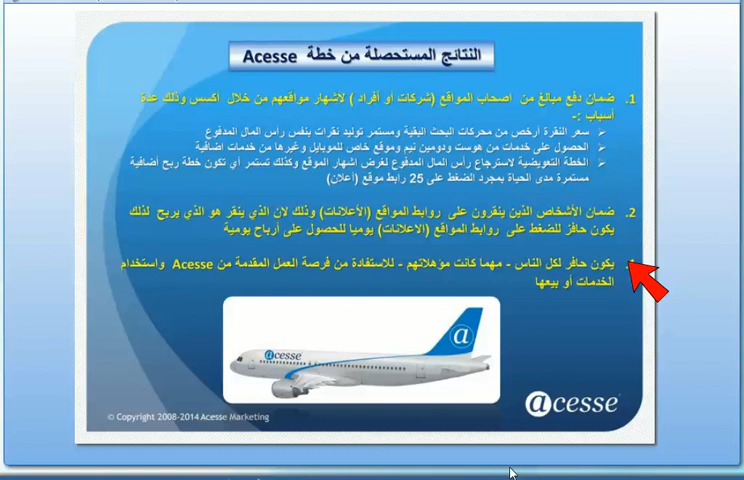 النتائج المستحصلة من خطة Acesse
1. ضمان دفع مبالغ من اصحاب المواقع (شركات أو أفراد ) لاشهار مواقعهم من خلال اكسس وذلك عدة
أسباب :-
➢ سعر النقرة أرخص من محركات البحث البقية ومستمر توليد نقرات بنفس رأس المال المدفوع
➢ الحصول على خدمات من هوست ودومين نيم وموقع خاص للموبايل وغيرها من خدمات اضافية
➢ الخطة التعويضية لاسترجاع رأس المال المدفوع لغرض اشهار الموقع وكذلك تستمر أي تكون خطة ربح أضافية
مستمرة مدى الحياة بمجرد الضغط على 25 رابط موقع (أعلان)
2. ضمان الأشخاص الذين ينقرون على روابط المواقع (الأعلانات) وذلك لان الذي ينقر هو الذي يربح لذلك
يكون حافز للضغط على روابط المواقع (الاعلانات) يوميا للحصول على أرباح يومية
يكون حافز لكل الناس - مهما كانت مؤهلاتهم - للاستفادة من فرصة العمل المقدمة من Acesse واستخدام
الخدمات أو بيعها
acesse
@
@cesse
© Copyright 2008-2014 Acesse Marketing